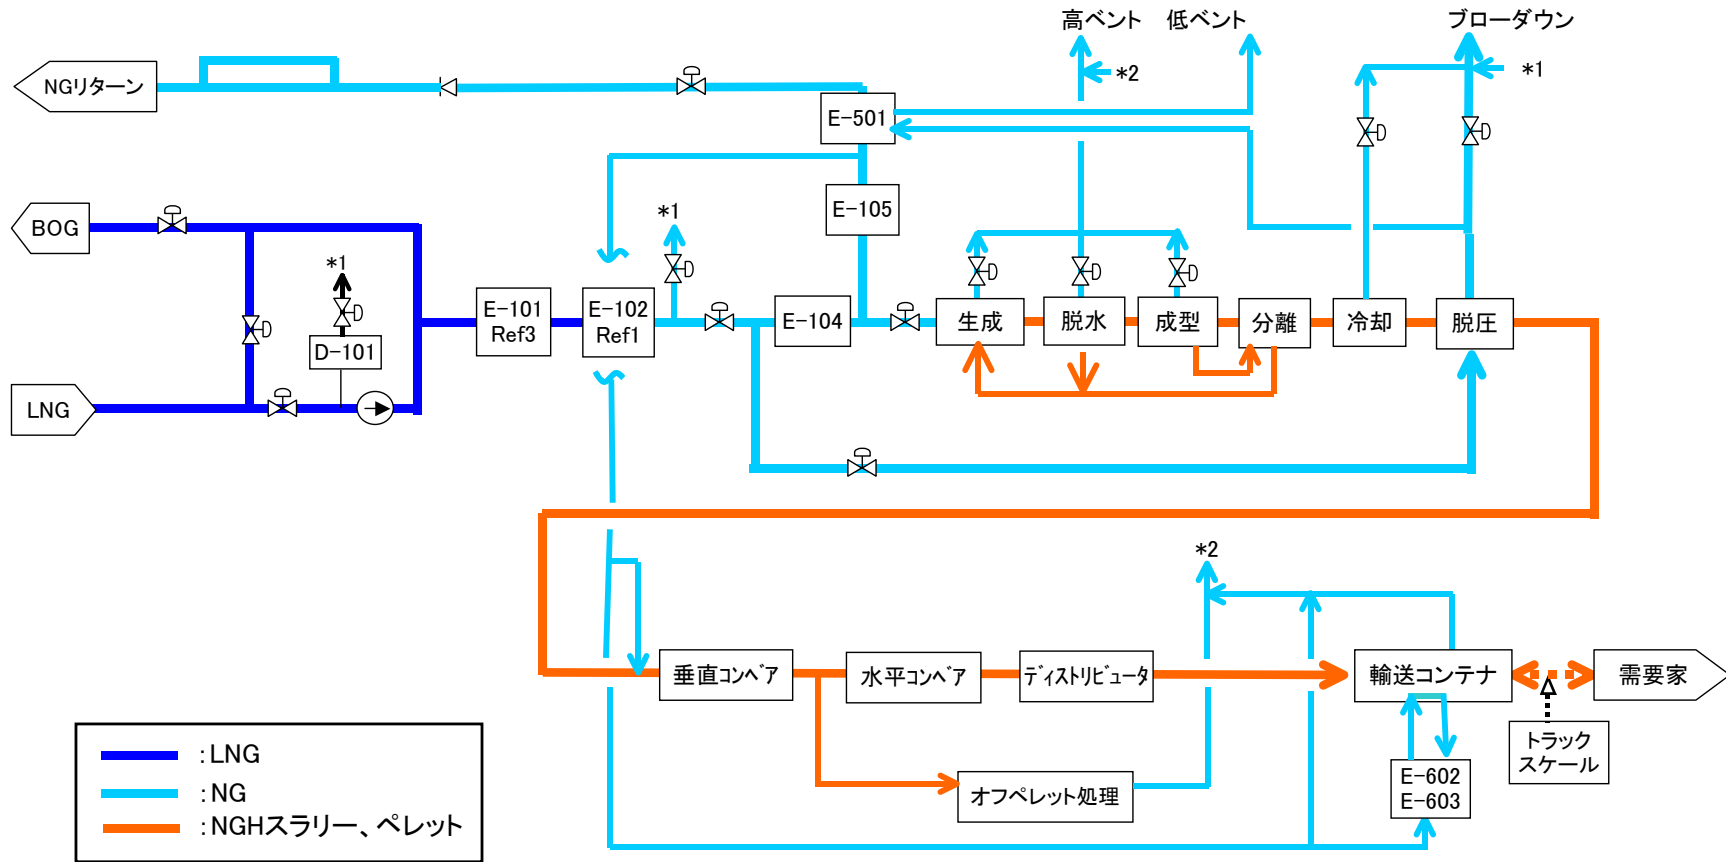 高ベント 低ベント ブローダウン
NGリターン
*2
*1
E-501
E-105
*1
BOG
*1
E-101
Ref3
E-102
Ref1
E-104
生成
脱水
成型
分離
冷却
脱圧
D-101
LNG
*2
垂直コンベア
水平コンベア
ディストリビュータ
輸送コンテナ
需要家
トラック
スケール
E-602
E-603
オフペレット処理
:LNG
:NG
:NGHスラリー、ペレット